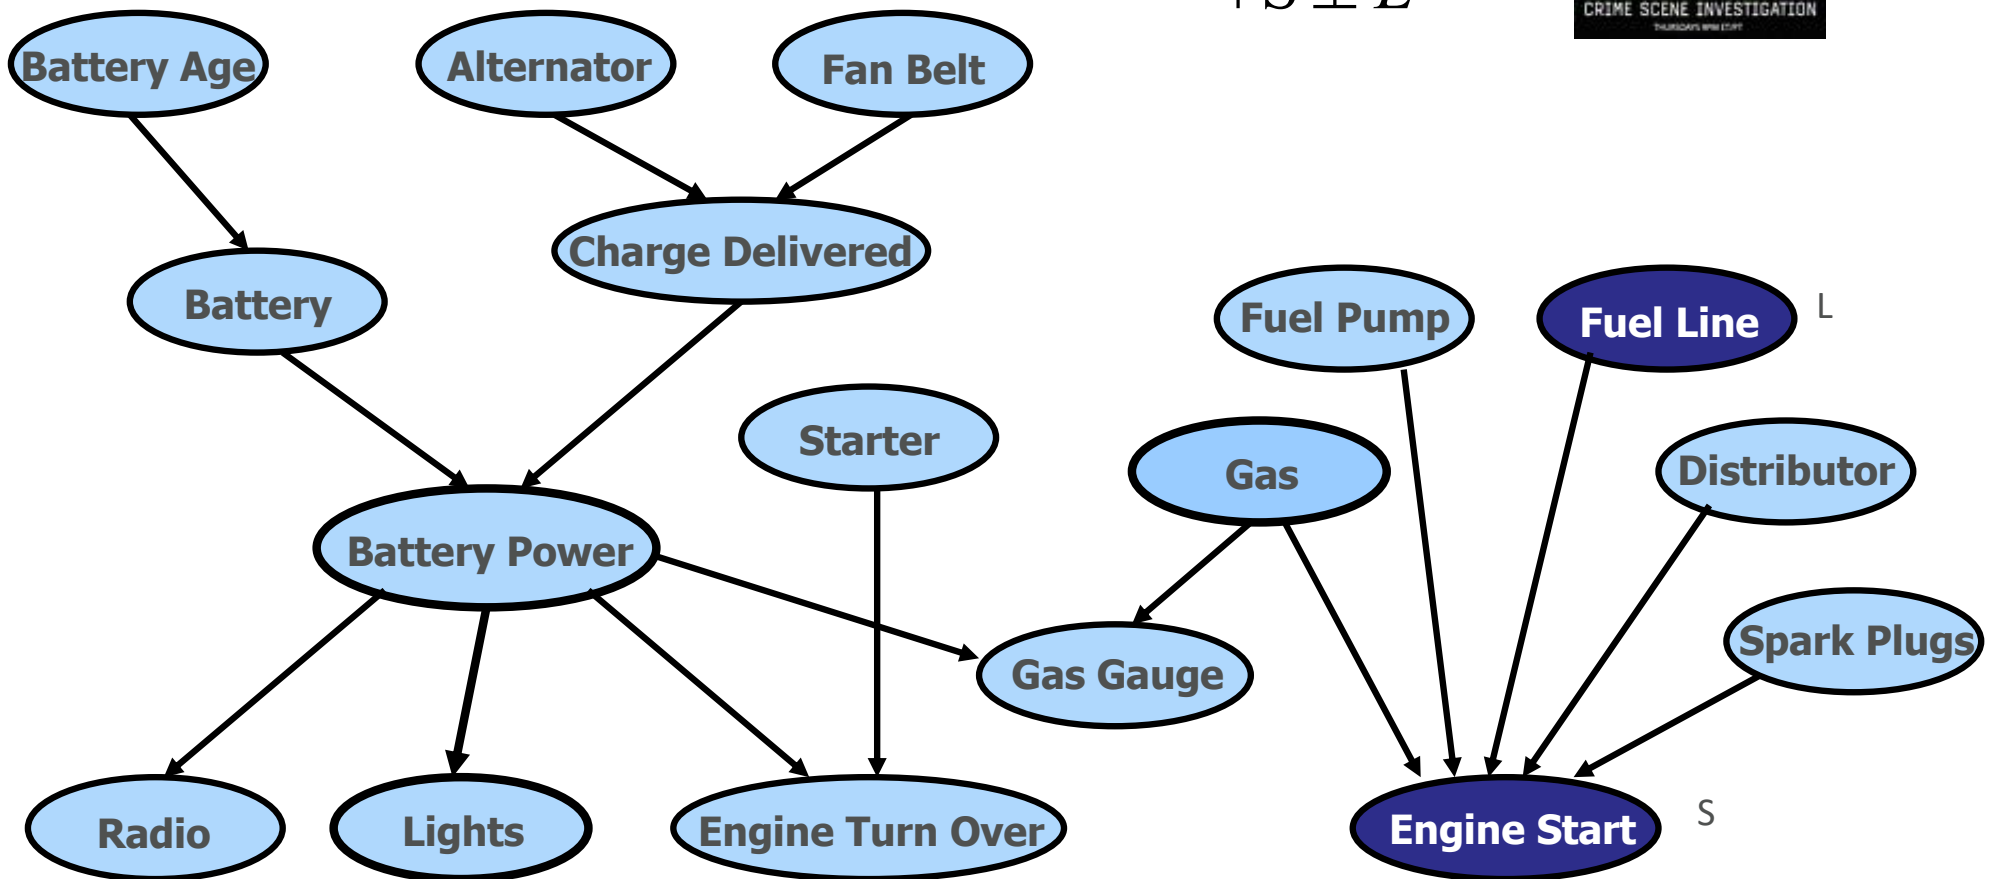 CRIME SCENE INVESTIGATION
Battery Age
Alternator
Fan Belt
Charge Delivered
Battery
Fuel Pump
Fuel Line
L
Starter
Gas
Distributor
Battery Power
Spark Plugs
Gas Gauge
Radio
Lights
Engine Turn Over
Engine Start
S